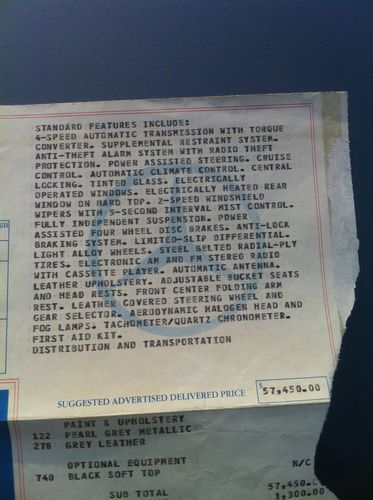 STANDARD FEATURES INCLUDE:
4-SPEED AUTOMATIC TRANSMISSION WITH TORQUE
CONVERTER. SUPPLEMENTAL RESTRAINT SYSTEM.
ANTI-THEFT ALARM SYSTEM WITH RADIO THEFT
PROTECTION. POWER ASSISTED STEERING. CRUISE
CONTROL. AUTOMATIC CLIMATE CONTROL. CENTRAL
LOCKING. TINTED GLASS. ELECTRICALLY
OPERATED WINDOWS. ELECTRICALLY HEATED REAR
WINDOW ON HARD TOP. 2-SPEED WINDSHIELD
WIPERS WITH 5-SECOND INTERVAL MIST CONTROL.
FULLY INDEPENDENT SUSPENSION. POWER
ASSISTED FOUR WHEEL DISC BRAKES. ANTI-LOCK
BRAKING SYSTEM. LIMITED-SLIP DIFFERENTIAL.
LIGHT ALLOY WHEELS. STEEL BELTED RADIAL-PLY
TIRES. ELECTRONIC AM AND FM STEREO RADIO
WITH CASSETTE PLAYER. AUTOMATIC ANTENNA.
LEATHER UPHOLSTERY. ADJUSTABLE BUCKET SEATS
AND HEAD RESTS. FRONT CENTER FOLDING ARM
REST. LEATHER COVERED STEERING WHEEL AND
GEAR SELECTOR. AERODYNAMIC HALOGEN HEAD AND
FOG LAMPS. TACHOMETER/QUARTZ CHRONOMETER.
FIRST AID KIT.
DISTRIBUTION AND TRANSPORTATION
SUGGESTED ADVERTISED DELIVERED PRICE $57,450.00
PAINT & UPHOLSTERY
122 PEARL GREY METALLIC
278 GREY LEATHER
OPTIONAL EQUIPMENT
740 BLACK SOFT TOP N/C
57,450.
SUB TOTAL 1,300.00